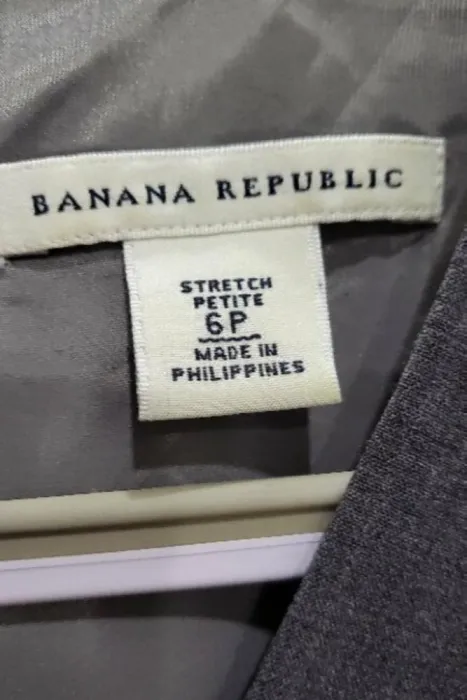 BANANA REPUBLIC
STRETCH
PETITE
6P
MADE IN
PHILIPPINES